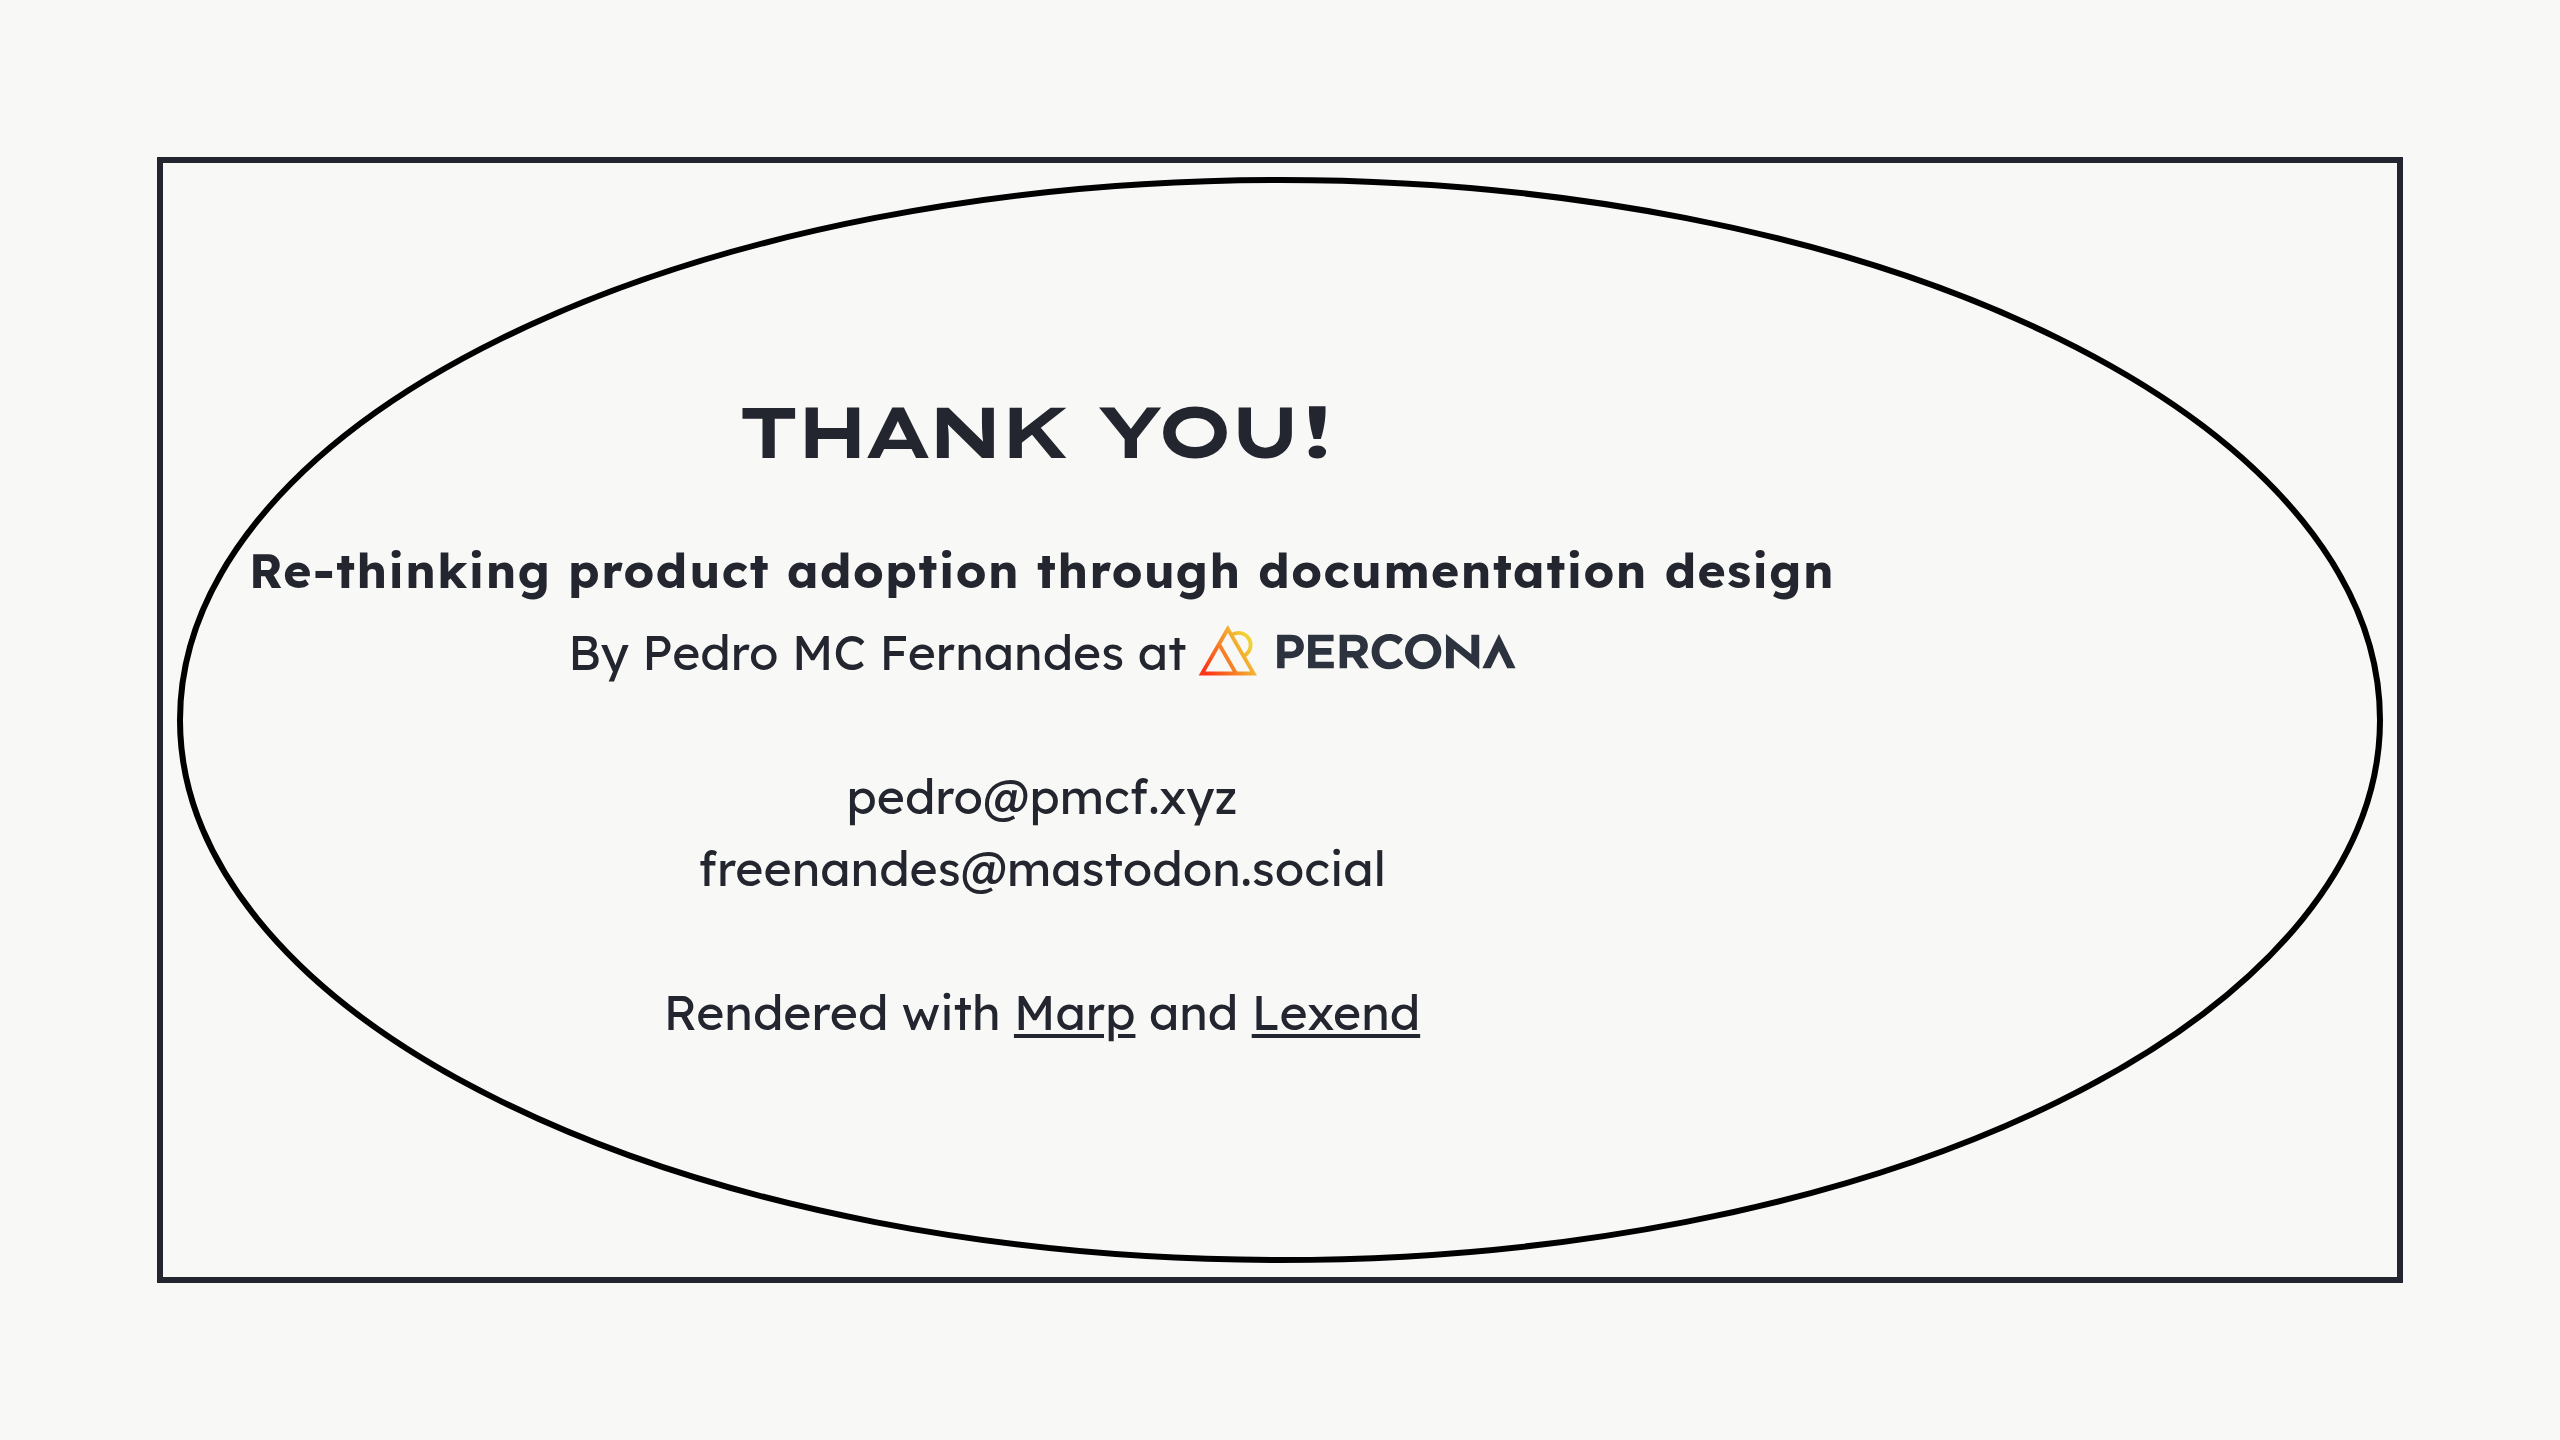 THANK YOU!
Re-thinking product adoption through documentation design
By Pedro MC Fernandes at PERCONA
pedro@pmcf.xyz
freenandes@mastodon.social
Rendered with Marp and Lexend